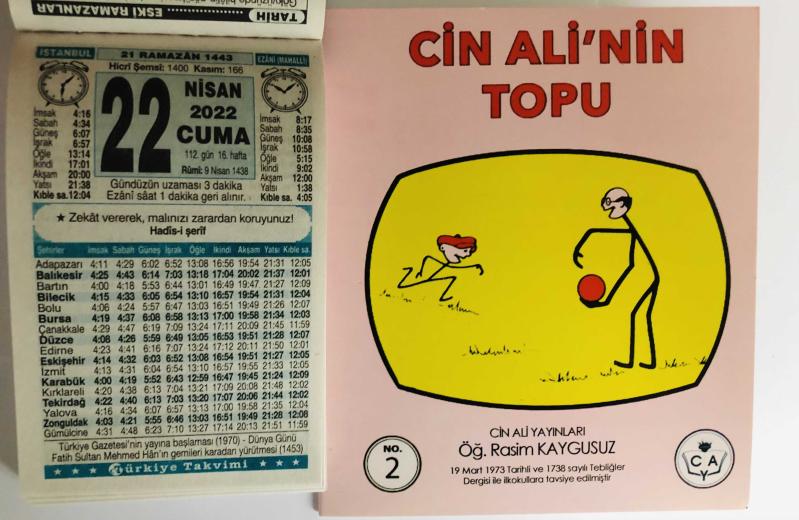 TARİH
ESKİ RAMAZANLAR
İSTANBUL
21 RAMAZÂN 1443
EZÂNÎ (MAHALLÎ)
Hicrî Şemsî: 1400 Kasım: 166
22
NİSAN
2022
CUMA
112. gün 16. hafta
Rûmî: 9 Nisan 1438
İmsak 4:16
Sabah 4:34
Güneş 6:07
İşrak 6:57
Öğle 13:14
İkindi 17:01
Akşam 20:00
Yatsı 21:38
Kıble sa. 12:04
İmsak 8:17
Sabah 8:35
Güneş 10:08
İşrak 10:58
Öğle 5:15
İkindi 9:02
Akşam 12:00
Yatsı 1:38
Kıble sa. 4:05
Gündüzün uzaması 3 dakika
Ezânî sâat 1 dakika geri alınır.
★ Zekât vererek, malınızı zarardan koruyunuz!
Hadîs-i şerîf
Şehirler İmsak Sabah Güneş İşrak Öğle İkindi Akşam Yatsı Kıble sa.
Adapazarı 4:11 4:29 6:02 6:52 13:08 16:56 19:54 21:31 12:05
Balıkesir 4:25 4:43 6:14 7:03 13:18 17:04 20:02 21:37 12:01
Bartın 4:00 4:18 5:53 6:44 13:01 16:49 19:47 21:27 12:09
Bilecik 4:15 4:33 6:05 6:54 13:10 16:57 19:54 21:31 12:04
Bolu 4:06 4:24 5:57 6:47 13:03 16:51 19:49 21:26 12:07
Bursa 4:19 4:37 6:08 6:58 13:13 17:00 19:58 21:34 12:03
Çanakkale 4:29 4:47 6:19 7:09 13:24 17:11 20:09 21:45 11:59
Düzce 4:08 4:26 5:59 6:49 13:05 16:53 19:51 21:28 12:07
Edirne 4:23 4:41 6:16 7:07 13:24 17:12 20:11 21:50 12:01
Eskişehir 4:14 4:32 6:03 6:52 13:08 16:54 19:51 21:27 12:05
İzmit 4:13 4:31 6:04 6:54 13:10 16:57 19:55 21:33 12:05
Karabük 4:00 4:19 5:52 6:43 12:59 16:47 19:45 21:24 12:09
Kırklareli 4:20 4:38 6:13 7:04 13:21 17:09 20:08 21:48 12:02
Tekirdağ 4:22 4:40 6:13 7:03 13:20 17:07 20:06 21:44 12:02
Yalova 4:16 4:34 6:07 6:57 13:13 17:00 19:58 21:35 12:04
Zonguldak 4:03 4:21 5:55 6:46 13:03 16:51 19:49 21:28 12:08
Gümülcine 4:31 4:48 6:23 7:10 13:27 17:14 20:13 21:51 11:59
Türkiye Gazetesi'nin yayına başlaması (1970) - Dünya Günü
Fatih Sultan Mehmed Hân'ın gemileri karadan yürütmesi (1453)
Türkiye Takvimi
CİN ALİ'NİN
TOPU
CİN ALİ YAYINLARI
Öğ. Rasim KAYGUSUZ
19 Mart 1973 Tarihli ve 1738 sayılı Tebliğler
Dergisi ile ilkokullara tavsiye edilmiştir
NO.
2
C A
Y